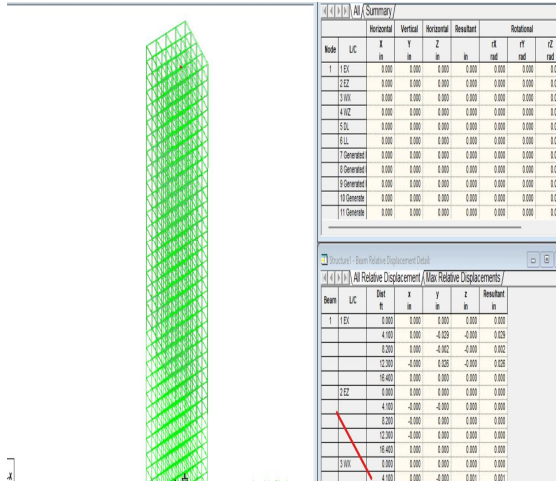 All Summary
Horizontal Vertical Horizontal Resultant Rotational
Node L/C X Y Z rX rY rZ
in in in in rad rad rad
1 1 EX 0.000 0.000 0.000 0.000 0.000 0.000
2 EZ 0.000 0.000 0.000 0.000 0.000 0.000
3 WX 0.000 0.000 0.000 0.000 0.000 0.000
4 WZ 0.000 0.000 0.000 0.000 0.000 0.000
5 DL 0.000 0.000 0.000 0.000 0.000 0.000
6 LL 0.000 0.000 0.000 0.000 0.000 0.000
7 Generated 0.000 0.000 0.000 0.000 0.000 0.000
8 Generated 0.000 0.000 0.000 0.000 0.000 0.000
9 Generated 0.000 0.000 0.000 0.000 0.000 0.000
10 Generate 0.000 0.000 0.000 0.000 0.000 0.000
11 Generate 0.000 0.000 0.000 0.000 0.000 0.000
Structure1 - Beam Relative Displacement Detail:
All Relative Displacement Max Relative Displacements
Beam L/C Dist x y z Resultant
ft in in in in
1 1 EX 0.000 0.000 0.000 0.000 0.000
4.100 -0.000 -0.029 0.000 0.029
8.200 -0.000 -0.002 -0.000 0.002
12.300 -0.000 0.026 -0.000 0.026
16.400 -0.000 0.000 0.000 0.000
2 EZ 0.000 0.000 0.000 0.000 0.000
4.100 -0.000 -0.000 0.000 0.000
8.200 -0.000 -0.000 0.000 0.000
12.300 -0.000 0.000 0.000 0.000
16.400 -0.000 0.000 0.000 0.000
3 WX 0.000 0.000 0.000 0.000 0.000
4.100 0.000 -0.000 0.001 0.001